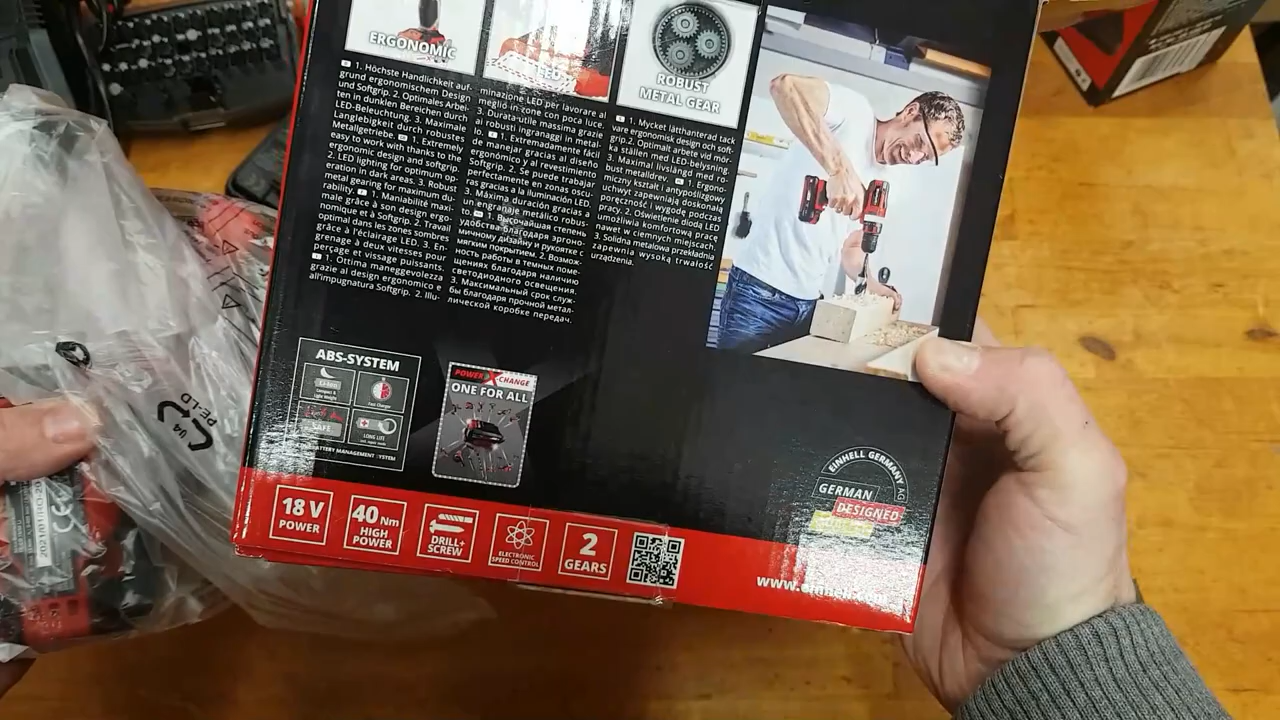 ERGONOMIC
LED
ROBUST
METAL GEAR
1. Höchste Handlichkeit auf-
grund ergonomischem Design
und Softgrip. 2. Optimales Arbei-
ten in dunklen Bereichen durch
LED-Beleuchtung. 3. Maximale
Langlebigkeit durch robustes
Metallgetriebe. 1. Extremely
easy to work with thanks to the
ergonomic design and softgrip.
2. LED lighting for optimum op-
eration in dark areas. 3. Robust
metal gearing for maximum du-
rability. 1. Maniabilité maxi-
male grâce à son design ergo-
nomique et à Softgrip. 2. Travail
optimal dans les zones sombres
grâce à l'éclairage LED. 3. En-
grenage à deux vitesses pour
perçage et vissage puissants.
1. Ottima maneggevolezza
grazie al design ergonomico e
all'impugnatura Softgrip. 2. Illu-
minazione LED per lavorare al
meglio in zone con poca luce.
3. Durata utile massima grazie
ai robusti ingranaggi in metal-
lo. 1. Extremadamente fácil
de manejar gracias al diseño
ergonómico y al revestimiento
Softgrip. 2. Se puede trabajar
perfectamente en zonas oscu-
ras gracias a la iluminación LED.
3. Máxima duración gracias a
un engranaje metálico robus-
to. 1. Высочайшая степень
удобства благодаря эргоно-
мичному дизайну и рукоятке с
мягким покрытием. 2. Возмож-
ность работы в темных поме-
щениях благодаря наличию
светодиодного освещения.
3. Максимальный срок служ-
бы благодаря прочной метал-
лической коробке передач.
1. Mycket lätthanterad tack
vare ergonomisk design och soft-
grip. 2. Optimalt arbete vid mör-
ka ställen med LED-belysning.
3. Maximal livslängd med ro-
bust metalldrev. 1. Ergono-
miczny kształt i antypoślizgowy
uchwyt zapewniają doskonałą
poręczność i wygodę podczas
pracy. 2. Oświetlenie diodą LED
umożliwia komfortową pracę
nawet w ciemnych miejscach.
3. Solidna metalowa przekładnia
zapewnia wysoką trwałość
urządzenia.
ABS-SYSTEM
Li-Ion
Compact &
Light Weight
Fast Charger
SAFE
LONG LIFE
BATTERY MANAGEMENT SYSTEM
POWER X CHANGE
ONE FOR ALL
EINHELL GERMANY AG
GERMAN
DESIGNED
18 V
POWER
40 Nm
HIGH
POWER
DRILL+
SCREW
ELECTRONIC
SPEED CONTROL
2
GEARS
www.einhell.com
PE-LD
04
CE